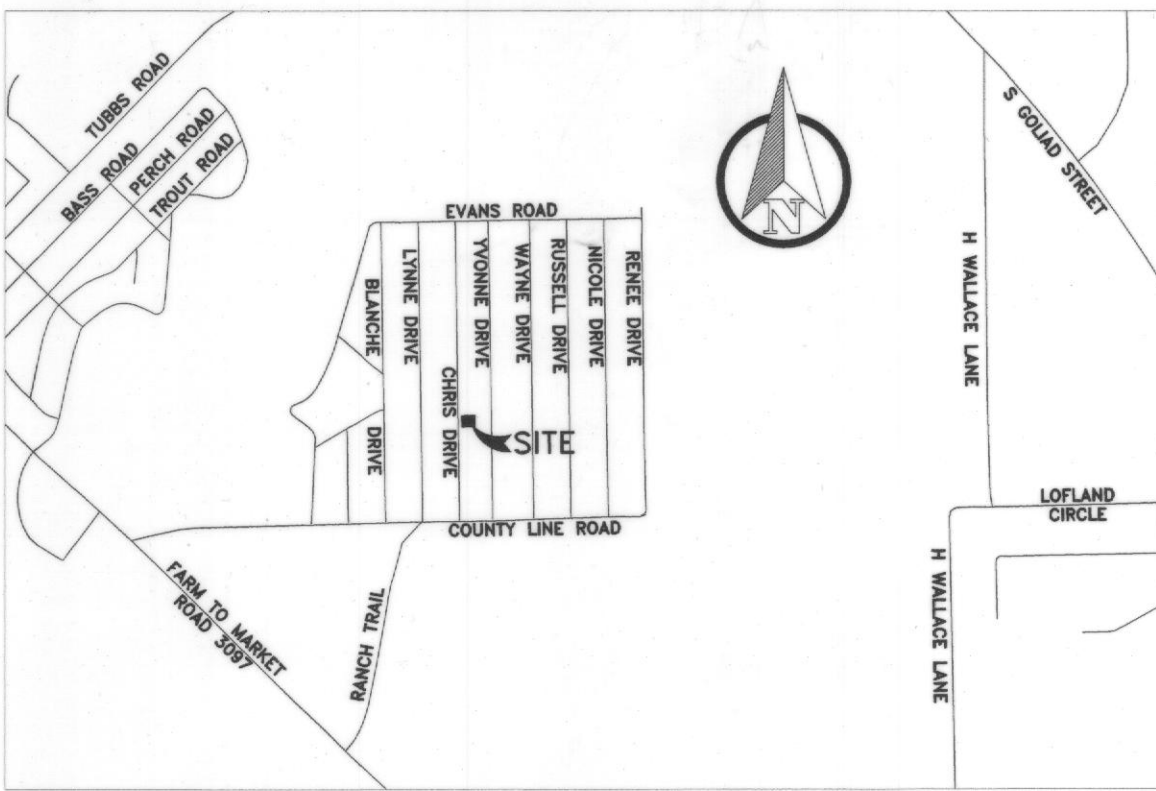 TUBBS ROAD
BASS ROAD
PERCH ROAD
TROUT ROAD
S GOLIAD STREET
N
EVANS ROAD
BLANCHE DRIVE
LYNNE DRIVE
CHRIS DRIVE
YVONNE DRIVE
WAYNE DRIVE
RUSSELL DRIVE
NICOLE DRIVE
RENEE DRIVE
H WALLACE LANE
SITE
COUNTY LINE ROAD
LOFLAND
CIRCLE
FARM TO MARKET
ROAD 3097
RANCH TRAIL
H WALLACE LANE